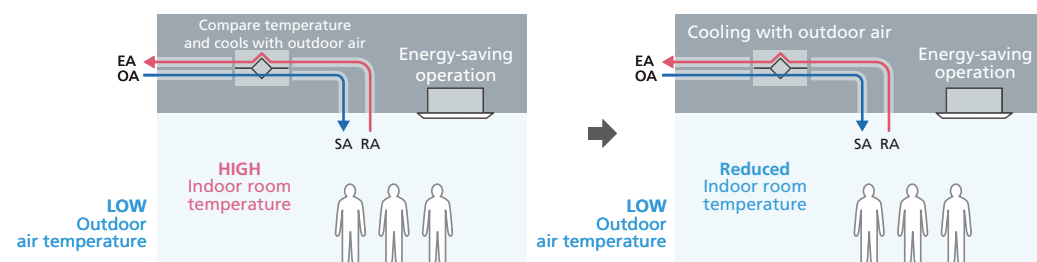 Compare temperature
and cools with outdoor air
Energy-saving
operation
EA
OA
SA RA
HIGH
Indoor room
temperature
LOW
Outdoor
air temperature
Cooling with outdoor air
Energy-saving
operation
EA
OA
SA RA
Reduced
Indoor room
temperature
LOW
Outdoor
air temperature